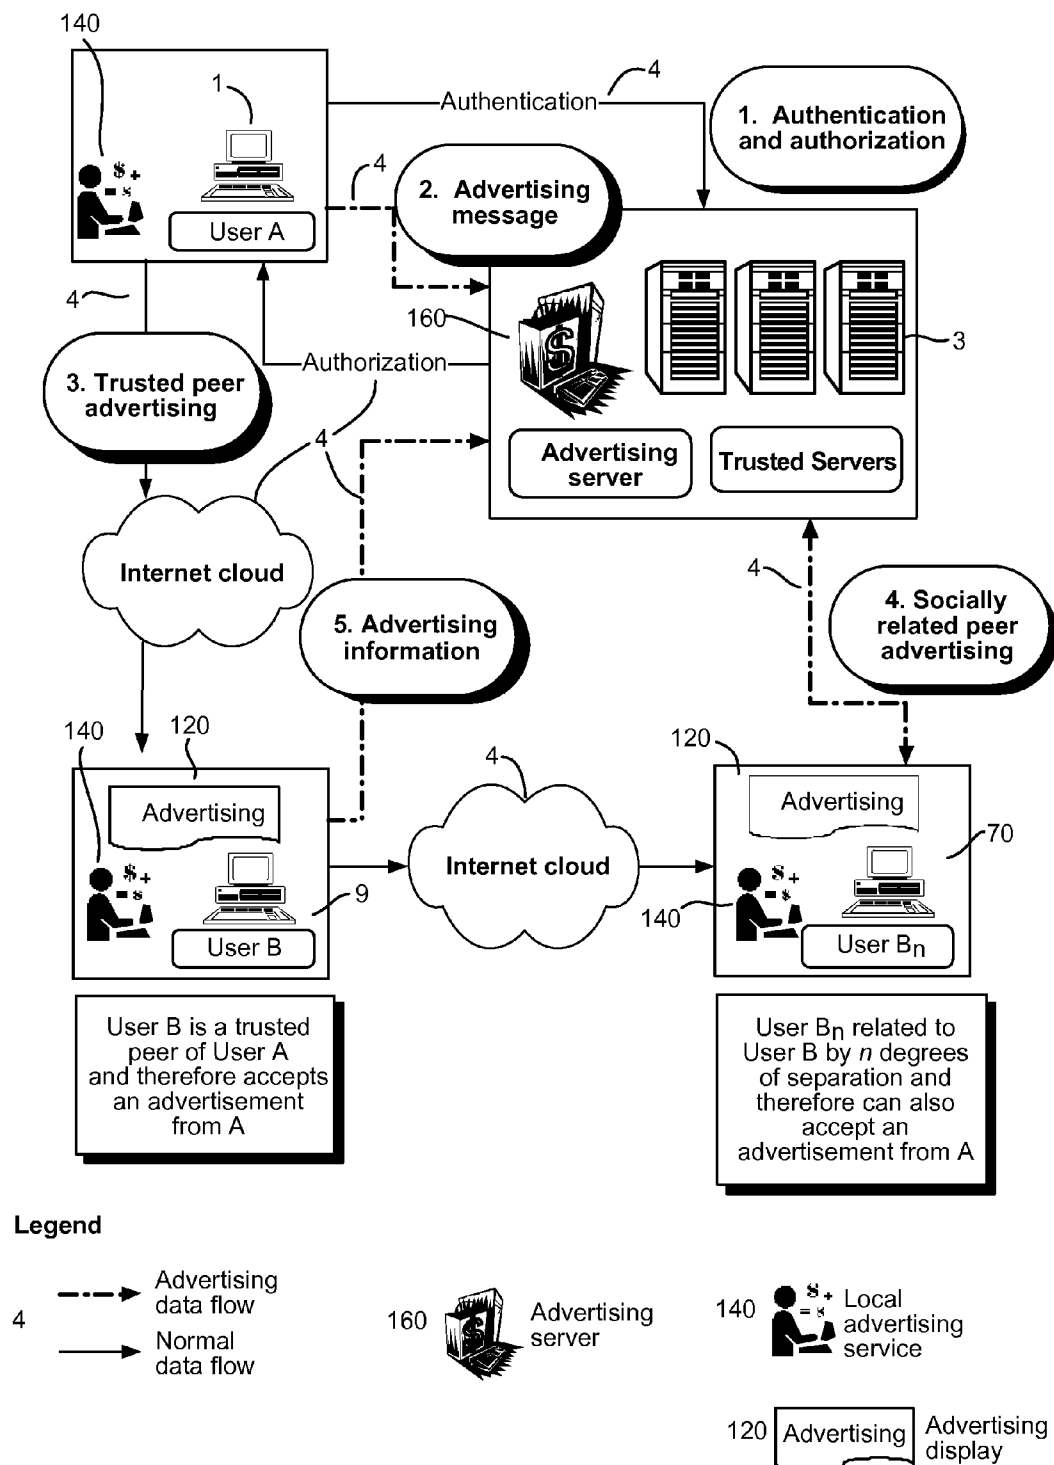 140
1
Authentication
4
1. Authentication
and authorization
$ +
= $
User A
4
2. Advertising
message
4
160
$
3
Authorization
3. Trusted peer
advertising
4
Advertising
server
Trusted Servers
Internet cloud
4
5. Advertising
information
4. Socially
related peer
advertising
140
120
Advertising
$ +
= $
9
User B
4
Internet cloud
120
Advertising
70
$ +
= $
140
User Bn
User B is a trusted
peer of User A
and therefore accepts
an advertisement
from A
User Bn related to
User B by n degrees
of separation and
therefore can also
accept an
advertisement from A
Legend
4
Advertising
data flow
Normal
data flow
160
$
Advertising
server
140
$ +
= $
Local
advertising
service
120
Advertising
Advertising
display